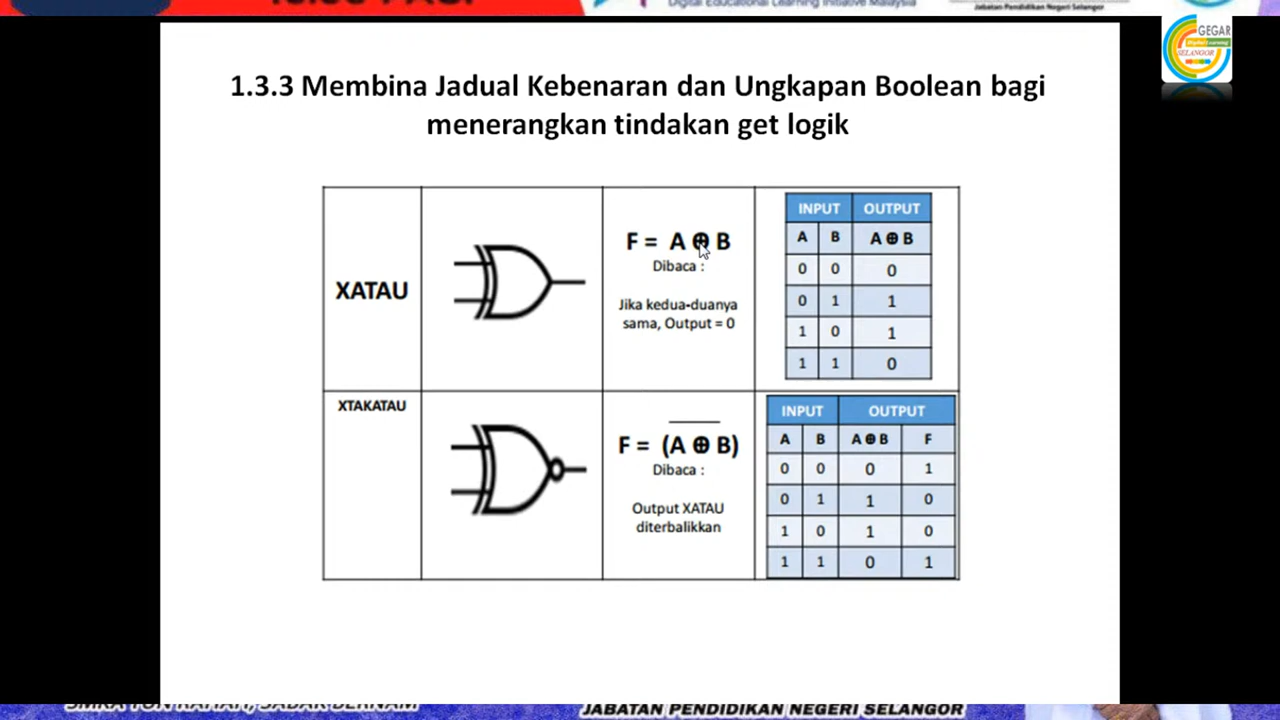 Digital Educational Learning Initiative Malaysia
Jabatan Pendidikan Negeri Selangor
GEGAR
Digital Learning
SELANGOR
1.3.3 Membina Jadual Kebenaran dan Ungkapan Boolean bagi
menerangkan tindakan get logik
XATAU
F = A ⊕ B
Dibaca :
Jika kedua-duanya
sama, Output = 0
INPUT OUTPUT
A B A ⊕ B
0 0 0
0 1 1
1 0 1
1 1 0
XTAKATAU
F = (A ⊕ B)
Dibaca :
Output XATAU
diterbalikkan
INPUT OUTPUT
A B A ⊕ B F
0 0 0 1
0 1 1 0
1 0 1 0
1 1 0 1
JABATAN PENDIDIKAN NEGERI SELANGOR